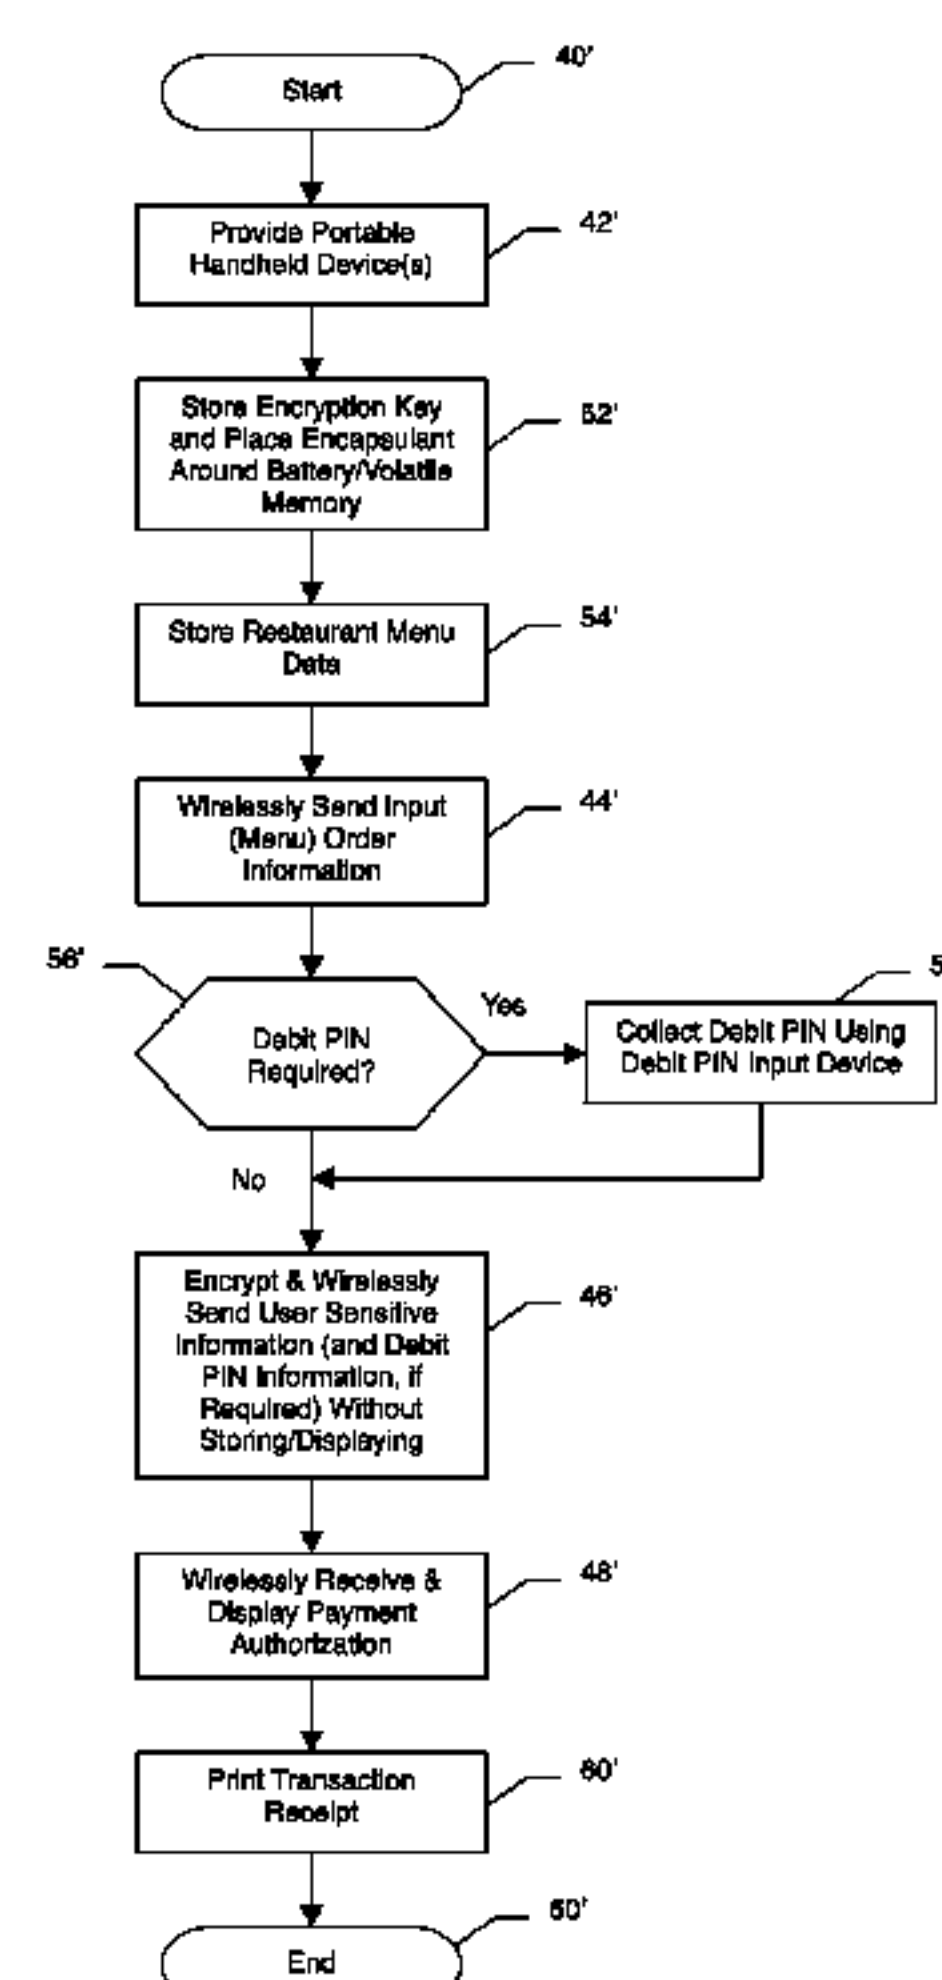 Start
40'
Provide Portable
Handheld Device(s)
42'
Store Encryption Key
and Place Encapsulant
Around Battery/Volatile
Memory
52'
Store Restaurant Menu
Data
54'
Wirelessly Send Input
(Menu) Order
Information
44'
56'
Debit PIN
Required?
Yes
5
Collect Debit PIN Using
Debit PIN Input Device
No
Encrypt & Wirelessly
Send User Sensitive
Information (and Debit
PIN Information, if
Required) Without
Storing/Displaying
46'
Wirelessly Receive &
Display Payment
Authorization
48'
Print Transaction
Receipt
60'
50'
End